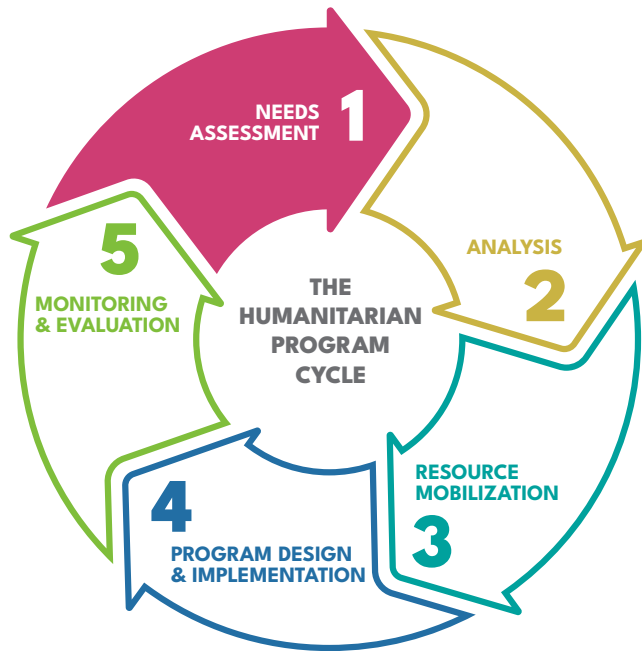 THE
HUMANITARIAN
PROGRAM
CYCLE
NEEDS
ASSESSMENT
1
ANALYSIS
2
RESOURCE
MOBILIZATION
3
4
PROGRAM DESIGN
& IMPLEMENTATION
5
MONITORING
& EVALUATION